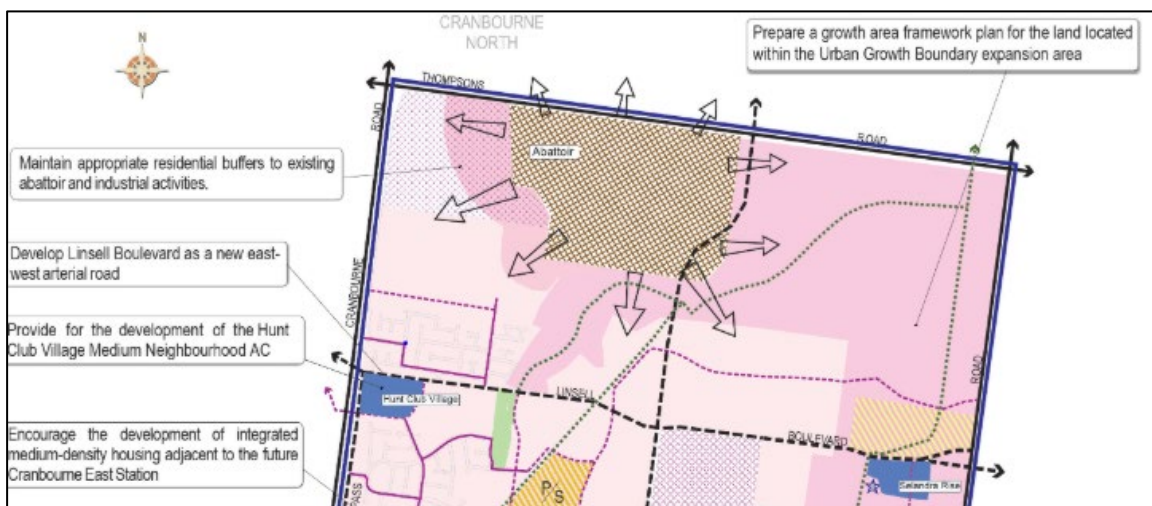 CRANBOURNE
NORTH
Prepare a growth area framework plan for the land located
within the Urban Growth Boundary expansion area
N
THOMPSONS
ROAD
ROAD
Abattoir
Maintain appropriate residential buffers to existing
abattoir and industrial activities.
Develop Linsell Boulevard as a new east-
west arterial road
CRANBOURNE
Provide for the development of the Hunt
Club Village Medium Neighbourhood AC
ROAD
Hunt Club Village
LINSELL
BOULEVARD
Encourage the development of integrated
medium-density housing adjacent to the future
Cranbourne East Station
Selandra Rise
PASS
P S